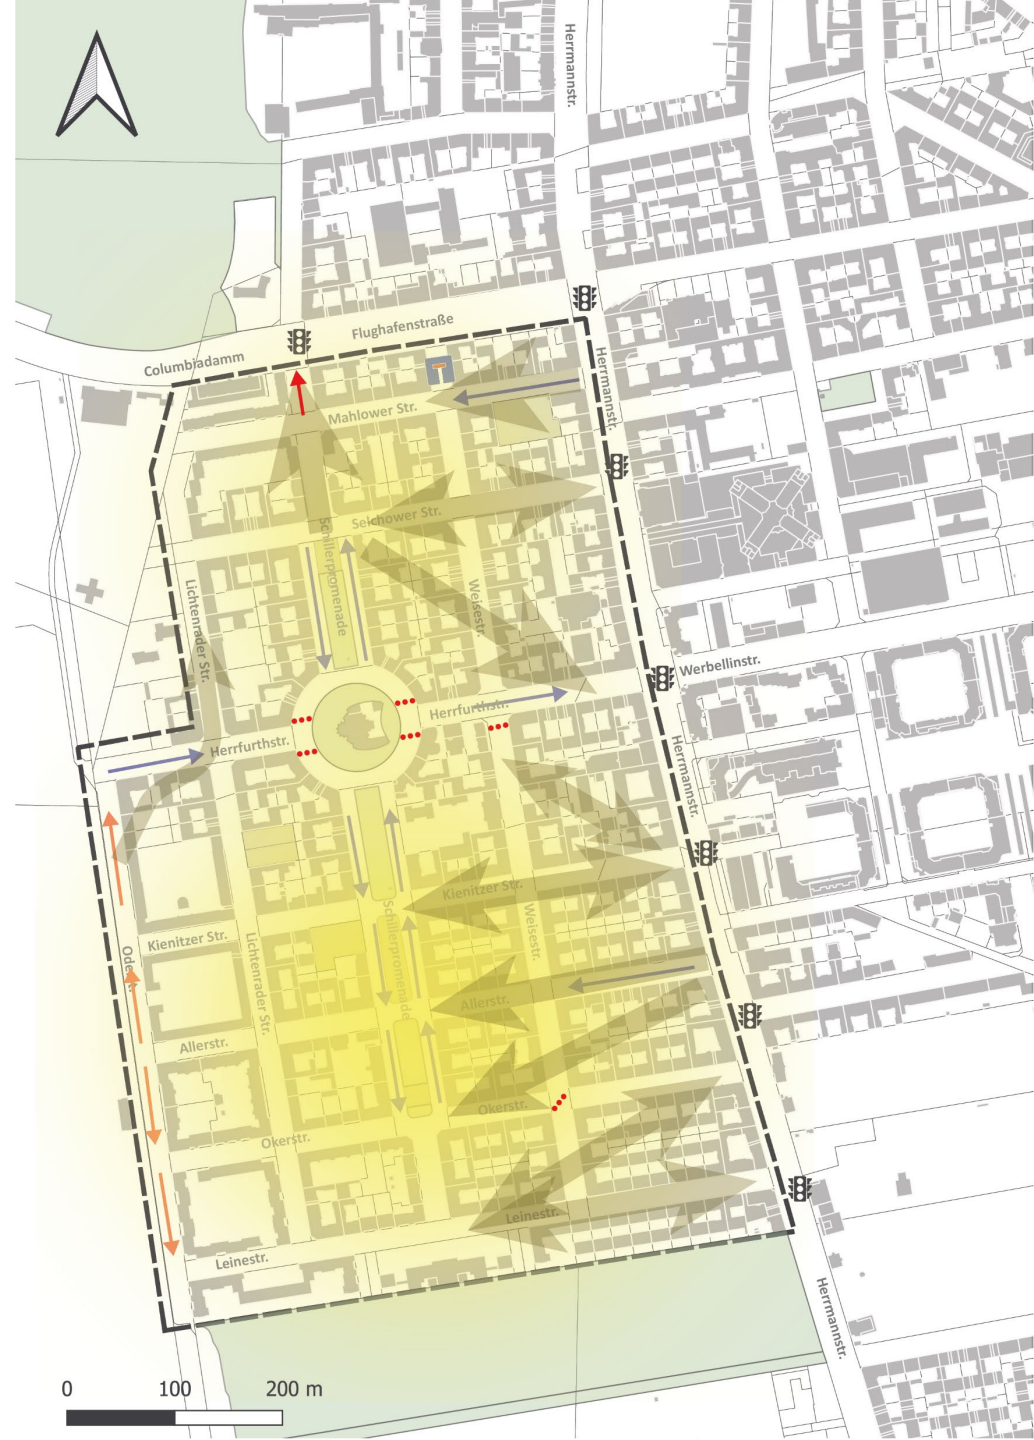 Herrmannstr.
Flughafenstraße
Columbiadamm
Herrmannstr.
Mahlower Str.
Selchower Str.
Schillerpromenade
Lichtenrader Str.
Weisestr.
Werbellinstr.
Herrfurthstr.
Herrfurthstr.
Herrmannstr.
Kienitzer Str.
Weisestr.
Schillerpromenade
Kienitzer Str.
Lichtenrader Str.
Allerstr.
Allerstr.
Okerstr.
Okerstr.
Leinestr.
Leinestr.
Herrmannstr.
0 100 200 m